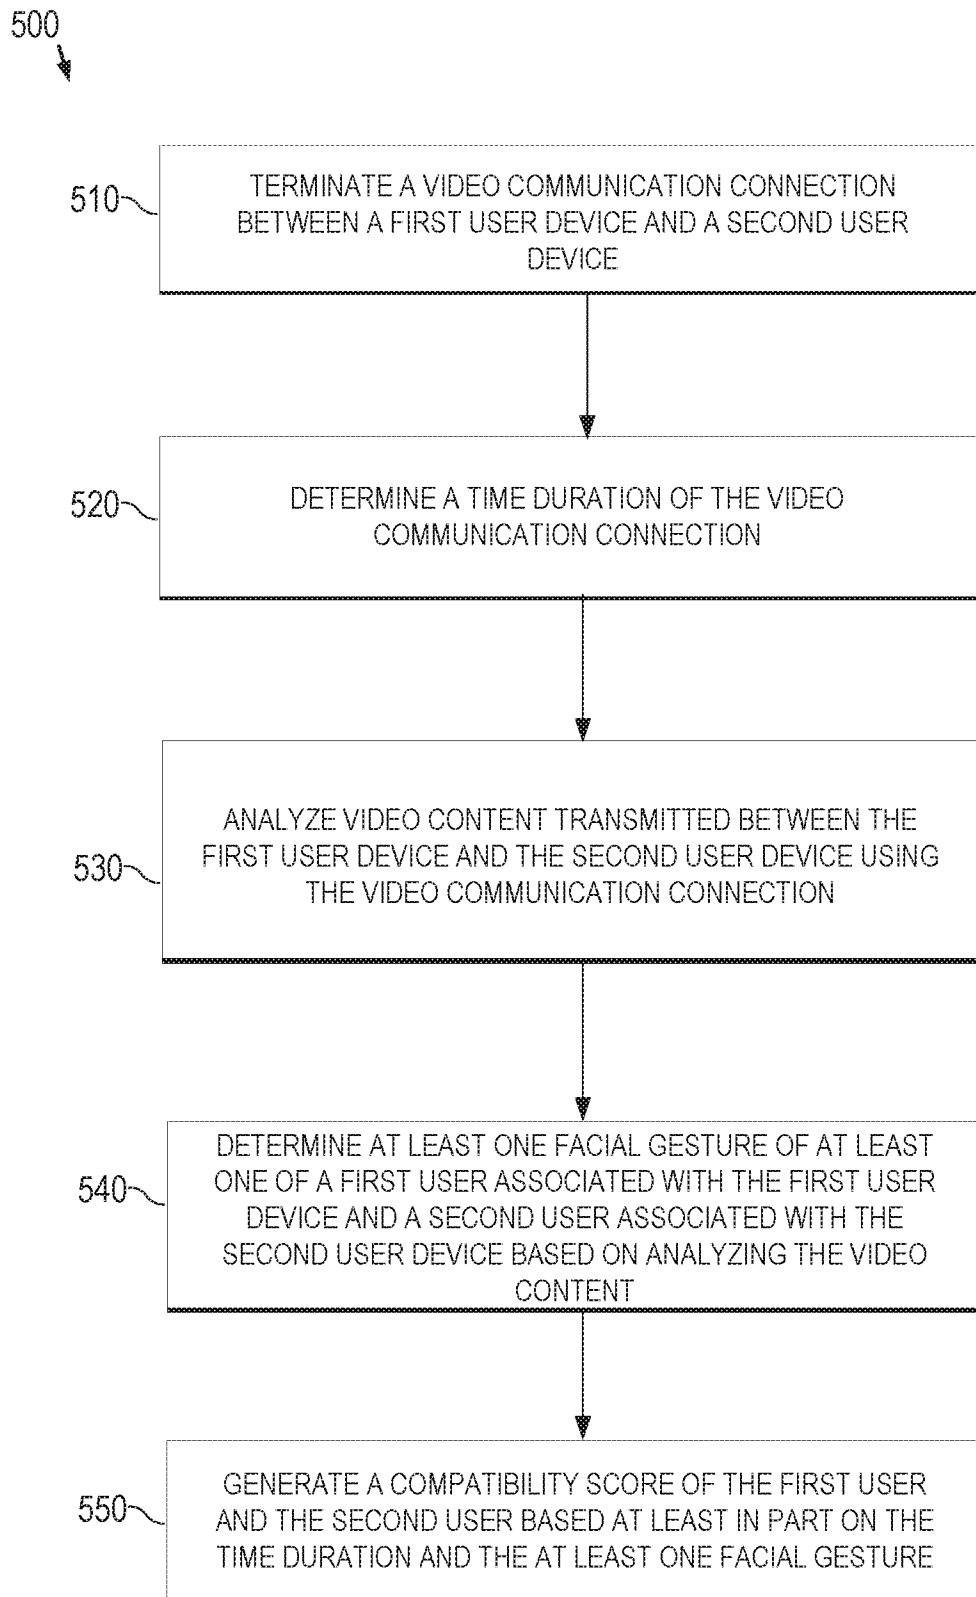 500
510
TERMINATE A VIDEO COMMUNICATION CONNECTION
BETWEEN A FIRST USER DEVICE AND A SECOND USER
DEVICE
520
DETERMINE A TIME DURATION OF THE VIDEO
COMMUNICATION CONNECTION
530
ANALYZE VIDEO CONTENT TRANSMITTED BETWEEN THE
FIRST USER DEVICE AND THE SECOND USER DEVICE USING
THE VIDEO COMMUNICATION CONNECTION
540
DETERMINE AT LEAST ONE FACIAL GESTURE OF AT LEAST
ONE OF A FIRST USER ASSOCIATED WITH THE FIRST USER
DEVICE AND A SECOND USER ASSOCIATED WITH THE
SECOND USER DEVICE BASED ON ANALYZING THE VIDEO
CONTENT
550
GENERATE A COMPATIBILITY SCORE OF THE FIRST USER
AND THE SECOND USER BASED AT LEAST IN PART ON THE
TIME DURATION AND THE AT LEAST ONE FACIAL GESTURE